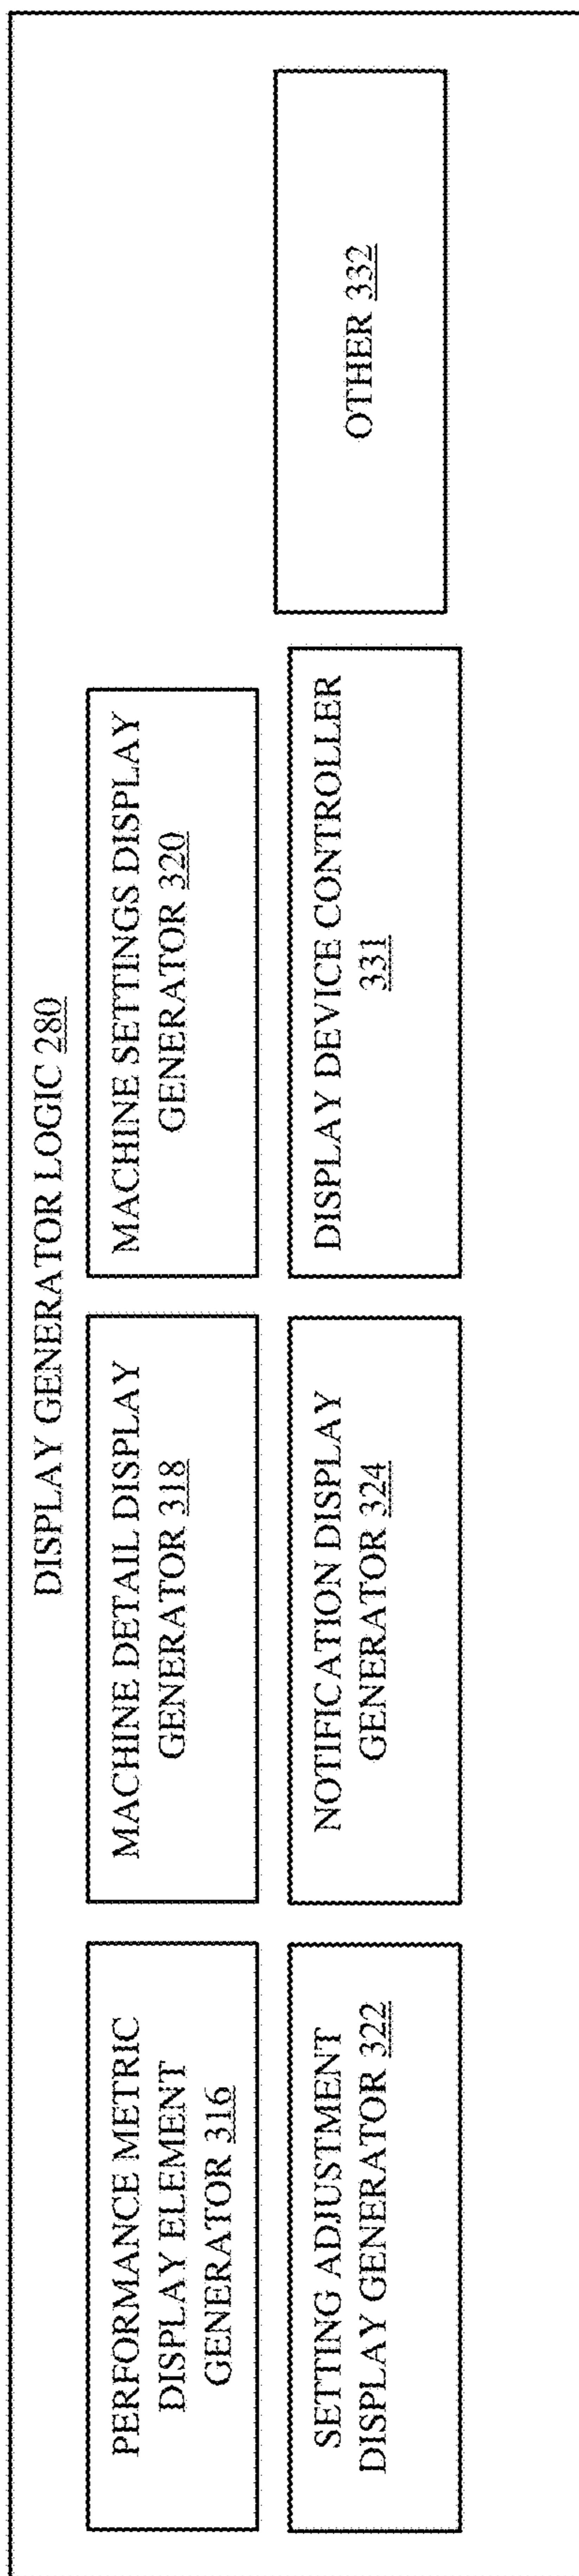 DISPLAY GENERATOR LOGIC 280
PERFORMANCE METRIC
DISPLAY ELEMENT
GENERATOR 316
MACHINE DETAIL DISPLAY
GENERATOR 318
MACHINE SETTINGS DISPLAY
GENERATOR 320
SETTING ADJUSTMENT
DISPLAY GENERATOR 322
NOTIFICATION DISPLAY
GENERATOR 324
DISPLAY DEVICE CONTROLLER
331
OTHER 332